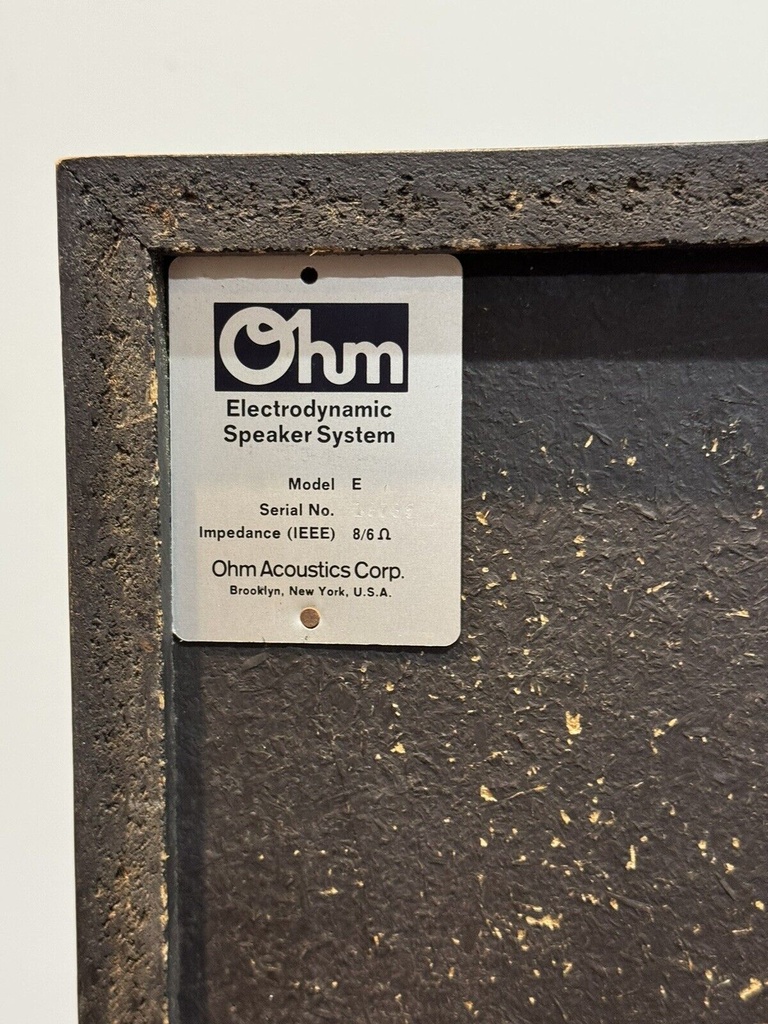 Ohm
Electrodynamic
Speaker System
Model E
Serial No.
Impedance (IEEE) 8/6 Ω
Ohm Acoustics Corp.
Brooklyn, New York, U.S.A.